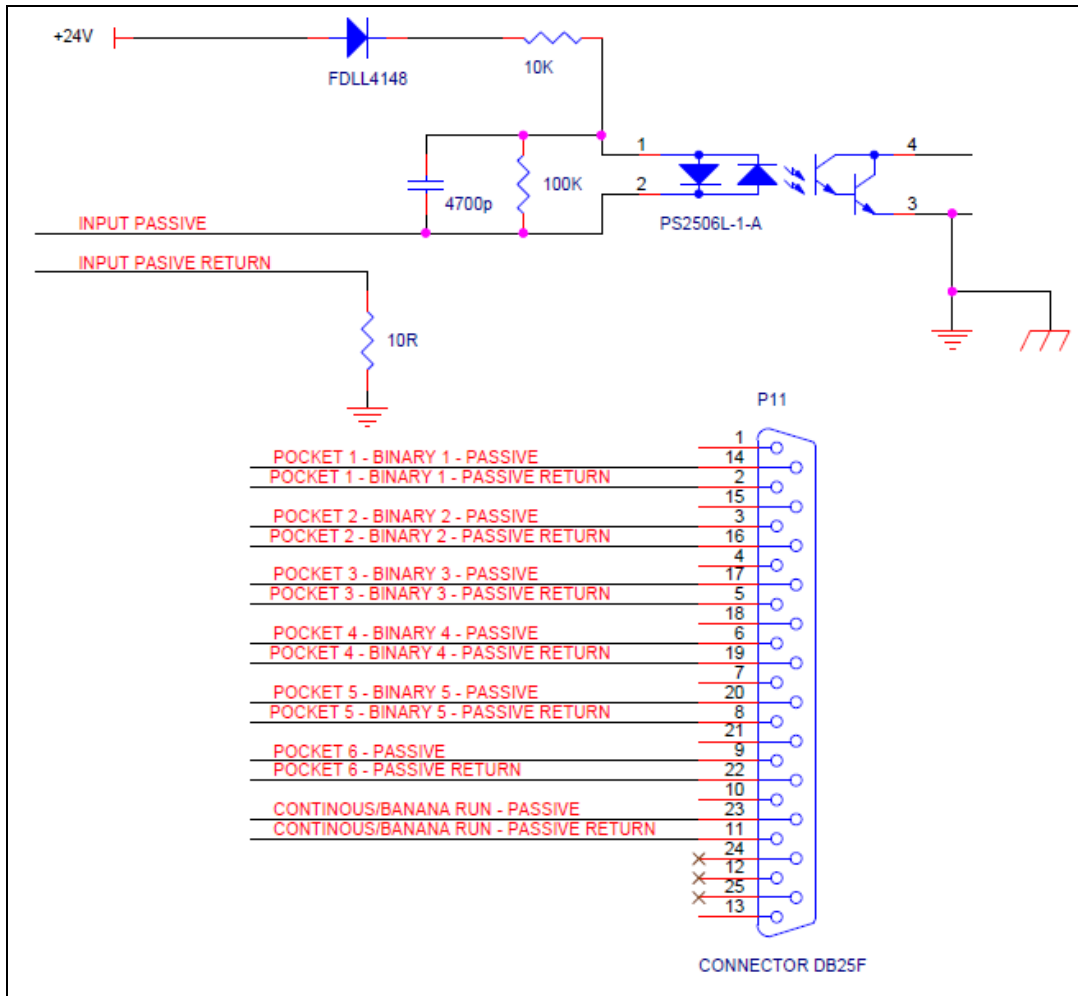 +24V
FDLL4148
10K
1
4
4700p
100K
2
3
PS2506L-1-A
INPUT PASSIVE
INPUT PASIVE RETURN
10R
P11
1
POCKET 1 - BINARY 1 - PASSIVE 14
POCKET 1 - BINARY 1 - PASSIVE RETURN 2
15
POCKET 2 - BINARY 2 - PASSIVE 3
POCKET 2 - BINARY 2 - PASSIVE RETURN 16
4
POCKET 3 - BINARY 3 - PASSIVE 17
POCKET 3 - BINARY 3 - PASSIVE RETURN 5
18
POCKET 4 - BINARY 4 - PASSIVE 6
POCKET 4 - BINARY 4 - PASSIVE RETURN 19
7
POCKET 5 - BINARY 5 - PASSIVE 20
POCKET 5 - BINARY 5 - PASSIVE RETURN 8
21
POCKET 6 - PASSIVE 9
POCKET 6 - PASSIVE RETURN 22
10
CONTINOUS/BANANA RUN - PASSIVE 23
CONTINOUS/BANANA RUN - PASSIVE RETURN 11
24
12
25
13
CONNECTOR DB25F